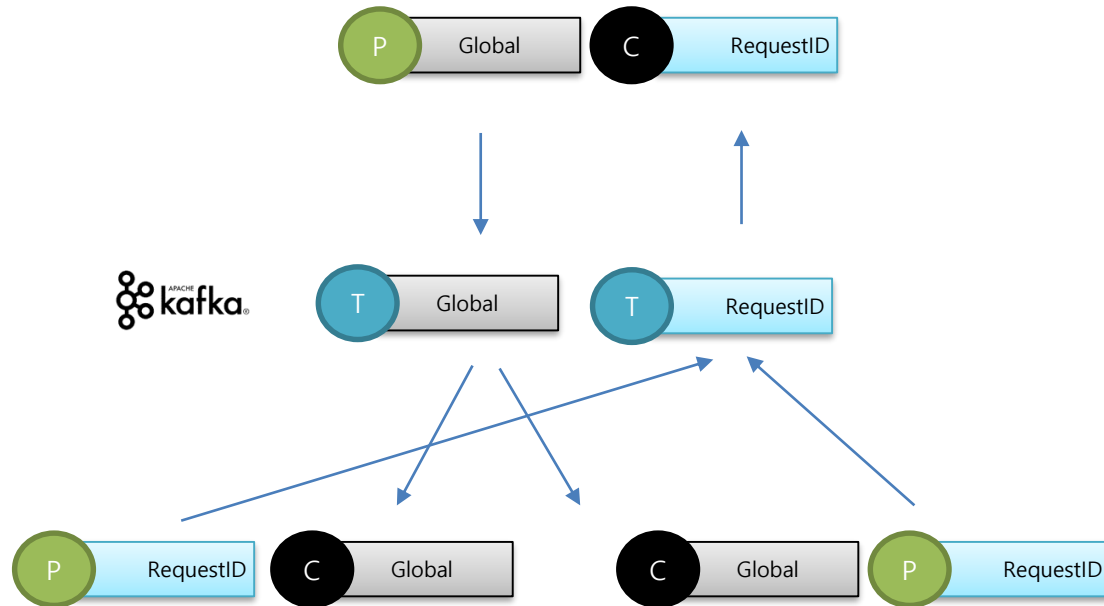 P
Global
C
RequestID
APACHE
kafka®
T
Global
T
RequestID
P
RequestID
C
Global
C
Global
P
RequestID